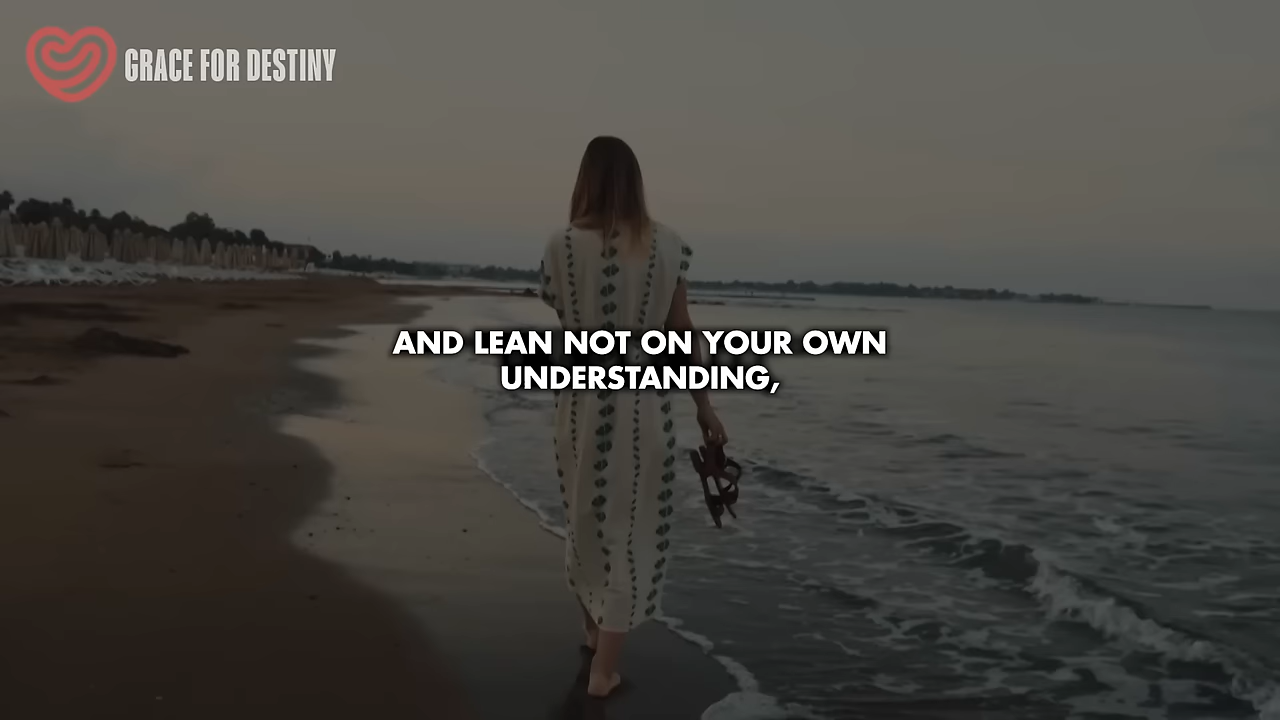 GRACE FOR DESTINY
AND LEAN NOT ON YOUR OWN
UNDERSTANDING,